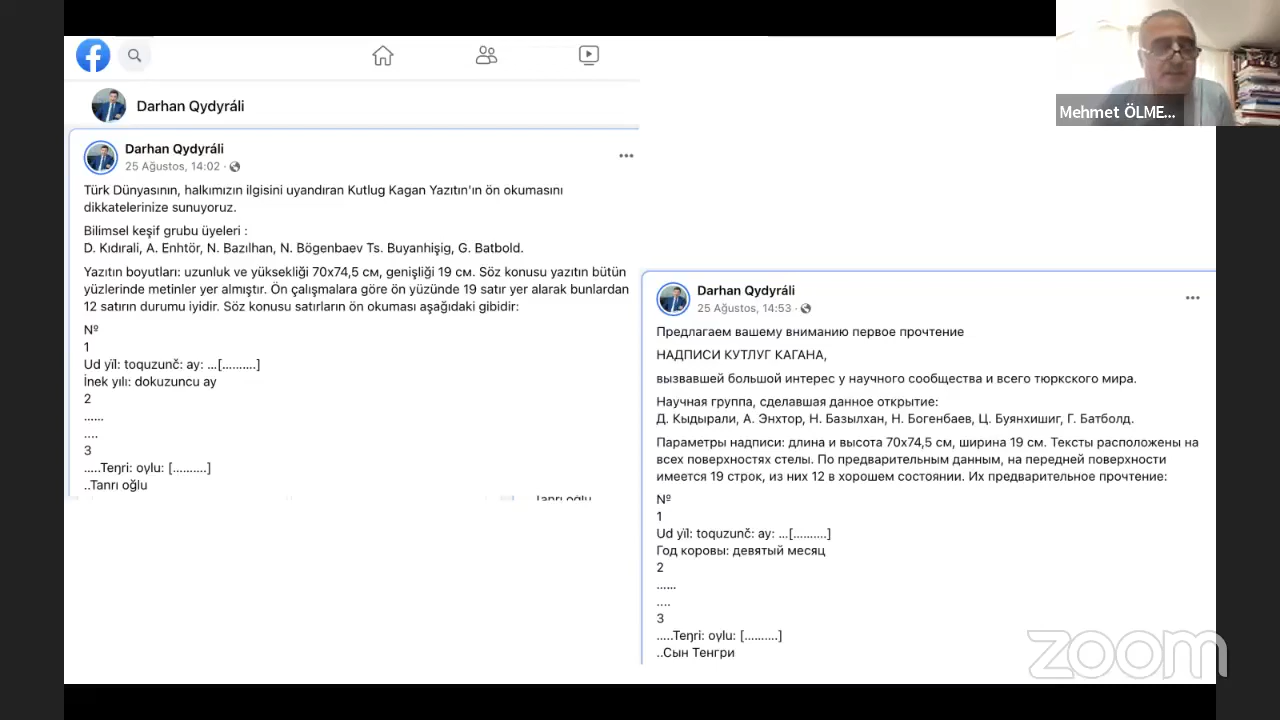 Darhan Qydyráli
Darhan Qydyráli
25 Ağustos, 14:02 ·
Türk Dünyasının, halkımızın ilgisini uyandıran Kutlug Kagan Yazıtın'ın ön okumasını
dikkatelerinize sunuyoruz.
Bilimsel keşif grubu üyeleri :
D. Kıdırali, A. Enhtör, N. Bazılhan, N. Bögenbaev Ts. Buyanhişig, G. Batbold.
Yazıtın boyutları: uzunluk ve yüksekliği 70x74,5 см, genişliği 19 см. Söz konusu yazıtın bütün
yüzlerinde metinler yer almıştır. Ön çalışmalara göre ön yüzünde 19 satır yer alarak bunlardan
12 satırın durumu iyidir. Söz konusu satırların ön okuması aşağıdaki gibidir:
№
1
Ud yïl: toquzunč: ay: ...[..........]
İnek yılı: dokuzuncu ay
2
......
....
3
.....Teŋri: oγlu: [..........]
..Tanrı oğlu
Tanrı oğlu
Darhan Qydyráli
25 Ağustos, 14:53 ·
Предлагаем вашему вниманию первое прочтение
НАДПИСИ КУТЛУГ КАГАНА,
вызвавшей большой интерес у научного сообщества и всего тюркского мира.
Научная группа, сделавшая данное открытие:
Д. Кыдырали, А. Энхтор, Н. Базылхан, Н. Богенбаев, Ц. Буянхишиг, Г. Батболд.
Параметры надписи: длина и высота 70х74,5 см, ширина 19 см. Тексты расположены на
всех поверхностях стелы. По предварительным данным, на передней поверхности
имеется 19 строк, из них 12 в хорошем состоянии. Их предварительное прочтение:
№
1
Ud yïl: toquzunč: ay: ...[..........]
Год коровы: девятый месяц
2
......
....
3
.....Teŋri: oγlu: [..........]
..Сын Тенгри
Mehmet ÖLME...
zoom